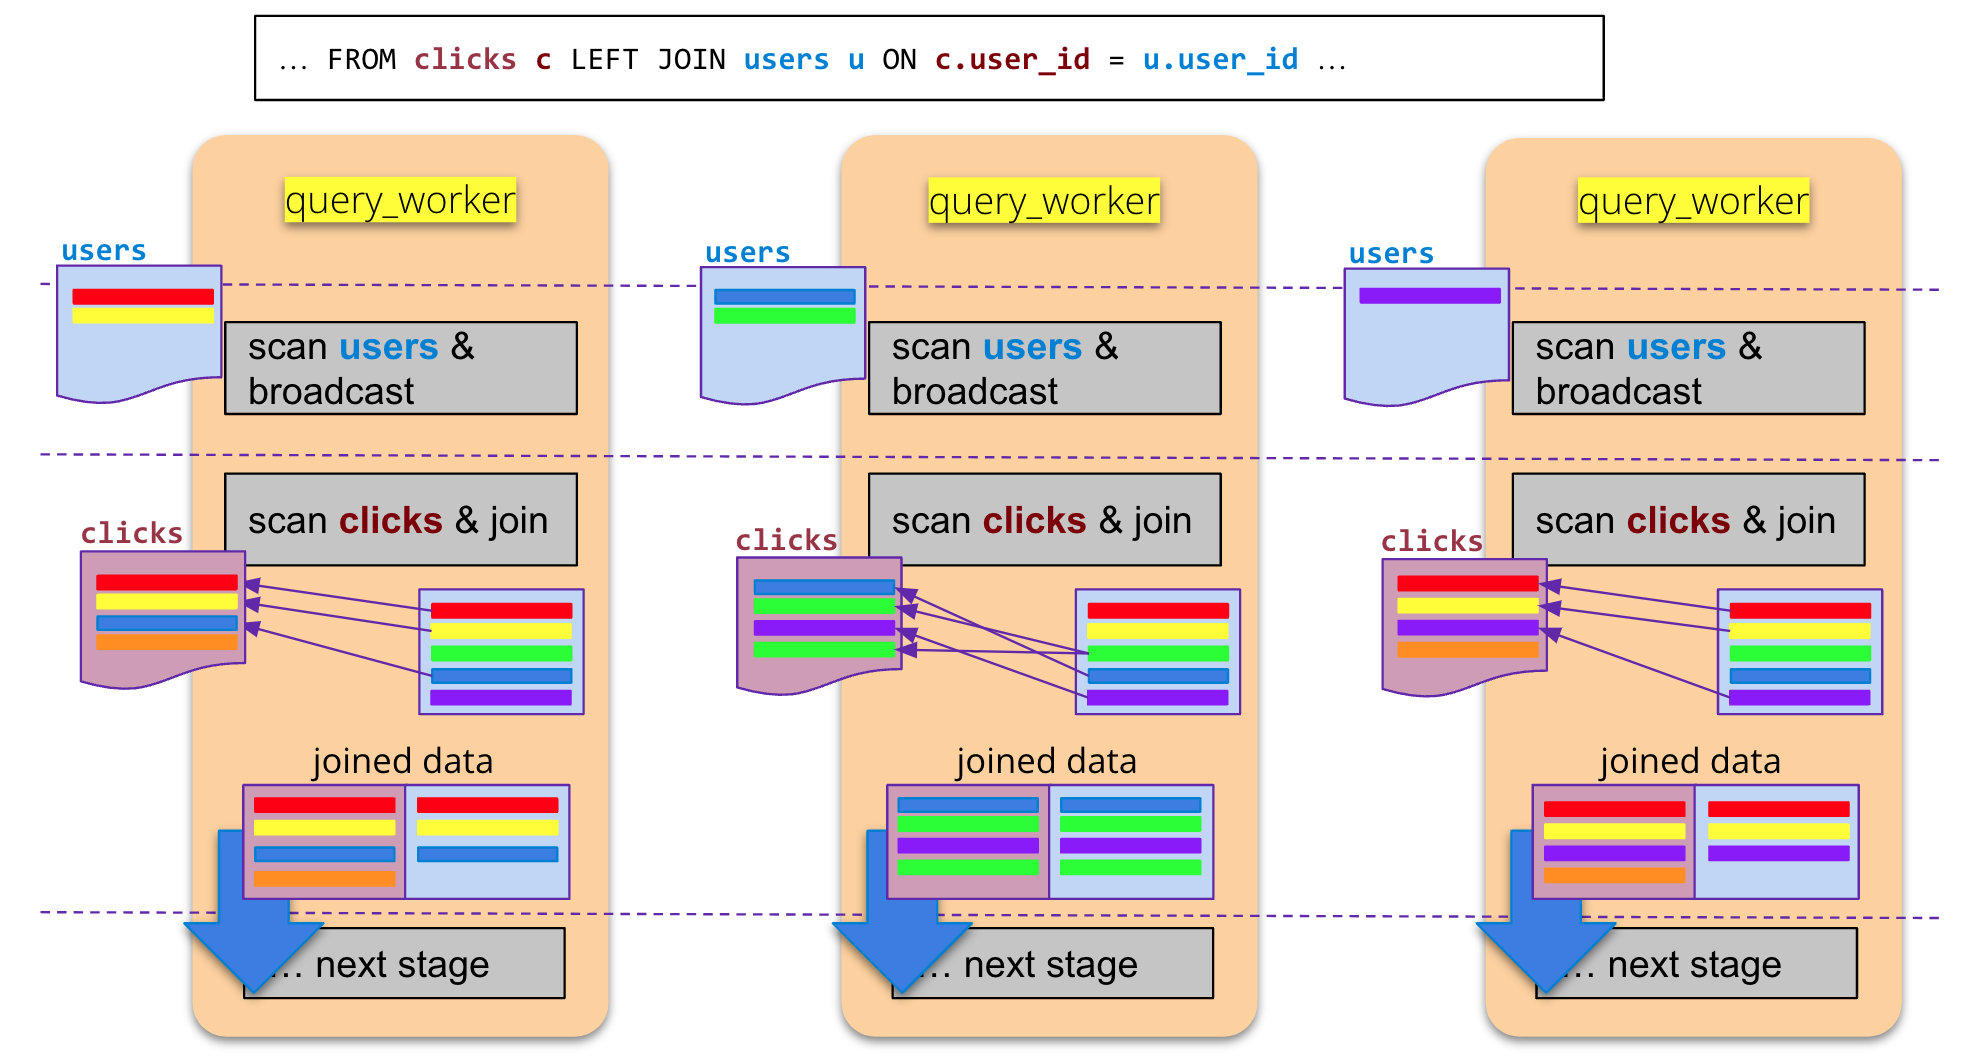 … FROM clicks c LEFT JOIN users u ON c.user_id = u.user_id …
query_worker
users
scan users &
broadcast
scan clicks & join
clicks
joined data
… next stage
query_worker
users
scan users &
broadcast
scan clicks & join
clicks
joined data
… next stage
query_worker
users
scan users &
broadcast
scan clicks & join
clicks
joined data
… next stage